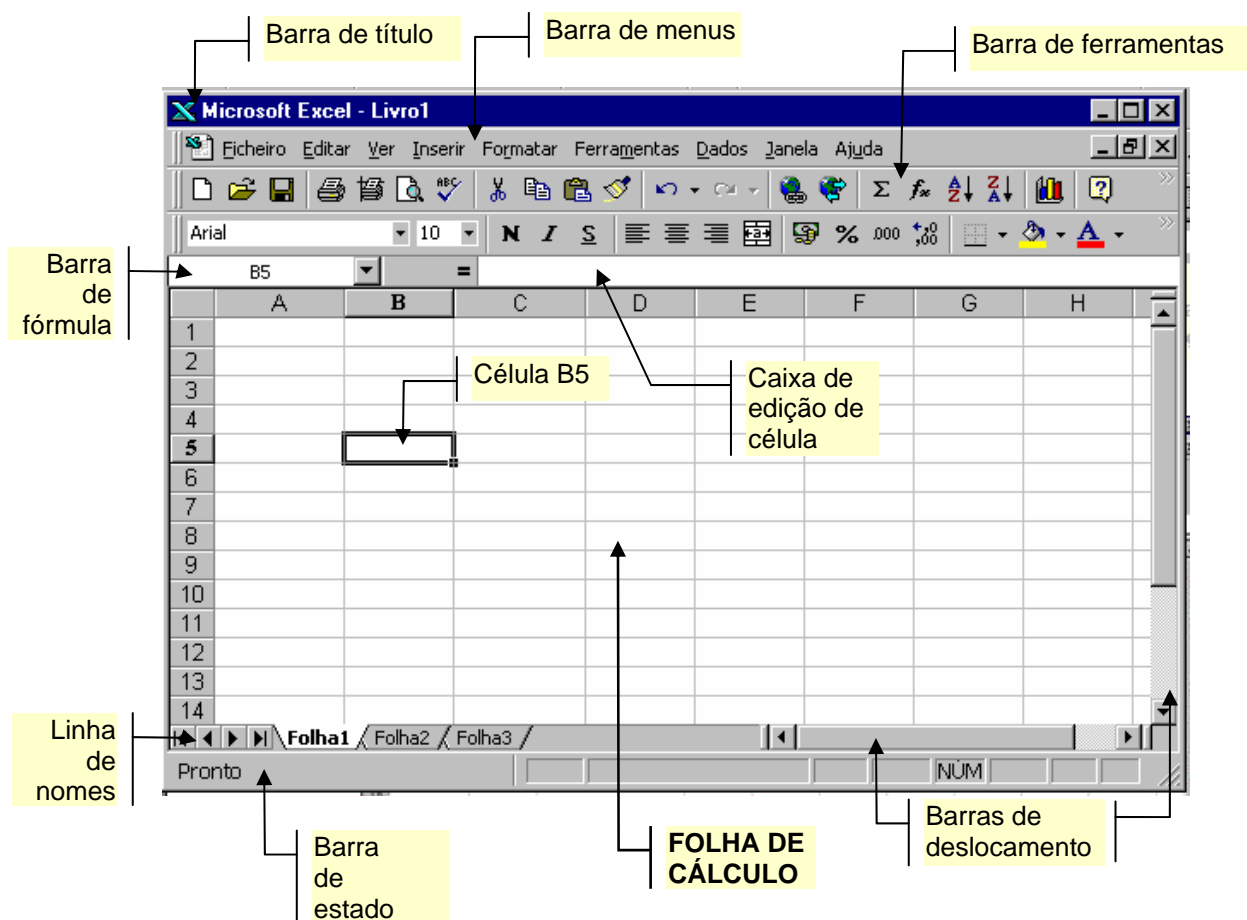 Barra de título
Barra de menus
Barra de ferramentas
Microsoft Excel - Livro1
Ficheiro Editar Ver Inserir Formatar Ferramentas Dados Janela Ajuda
Arial 10 N I S % .000
Barra
de
fórmula
B5 =
A B C D E F G H
1
2
3
4
5
6
7
8
9
10
11
12
13
14
Célula B5
Caixa de
edição de
célula
Linha
de
nomes
Folha1 Folha2 Folha3
Pronto NÚM
Barra
de
estado
FOLHA DE
CÁLCULO
Barras de
deslocamento